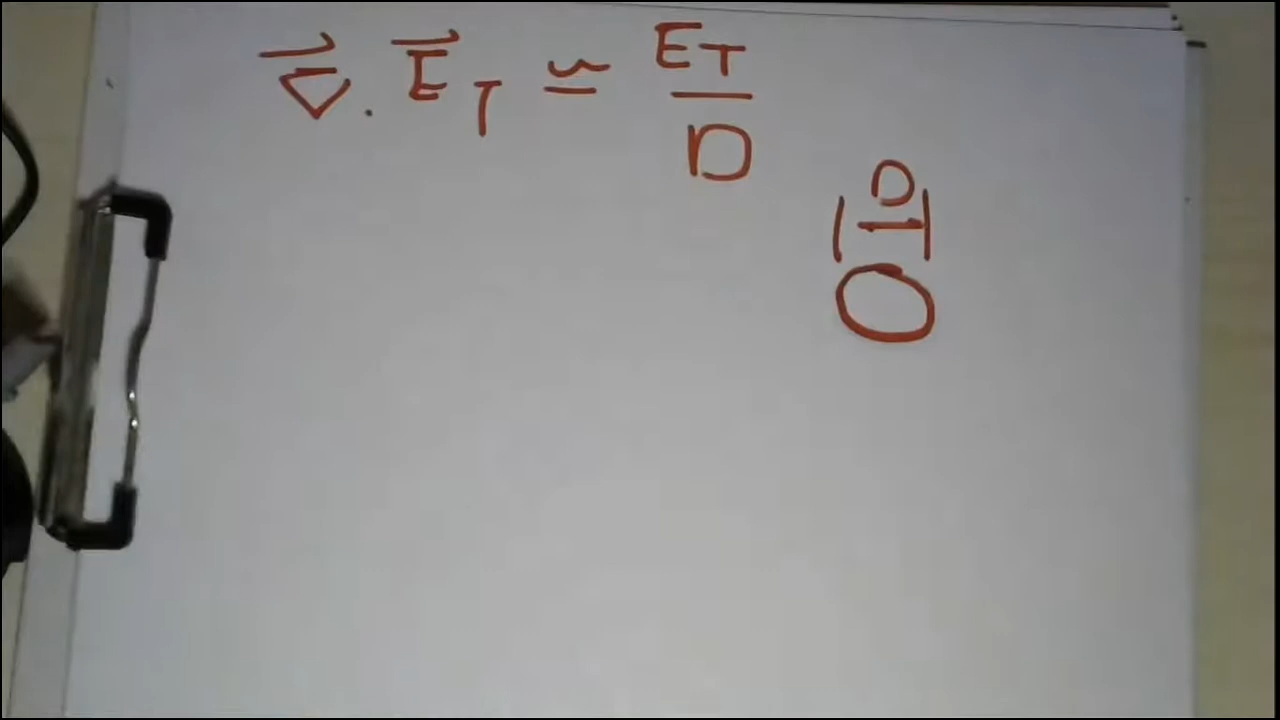 ∇⃗ · E⃗_T ≃ E_T / D
D